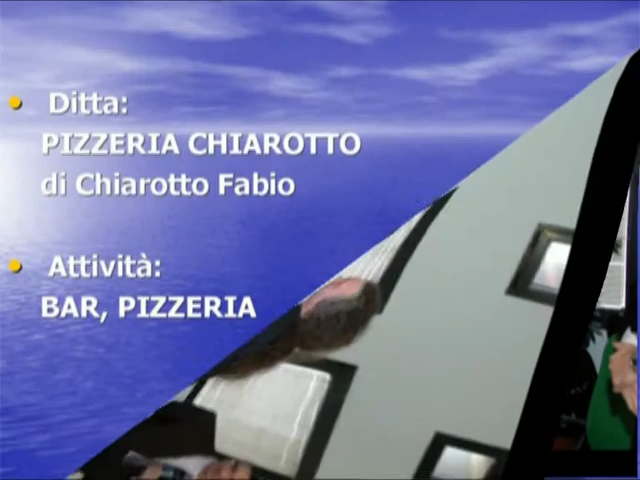 Ditta:
PIZZERIA CHIAROTTO
di Chiarotto Fabio
Attività:
BAR, PIZZERIA